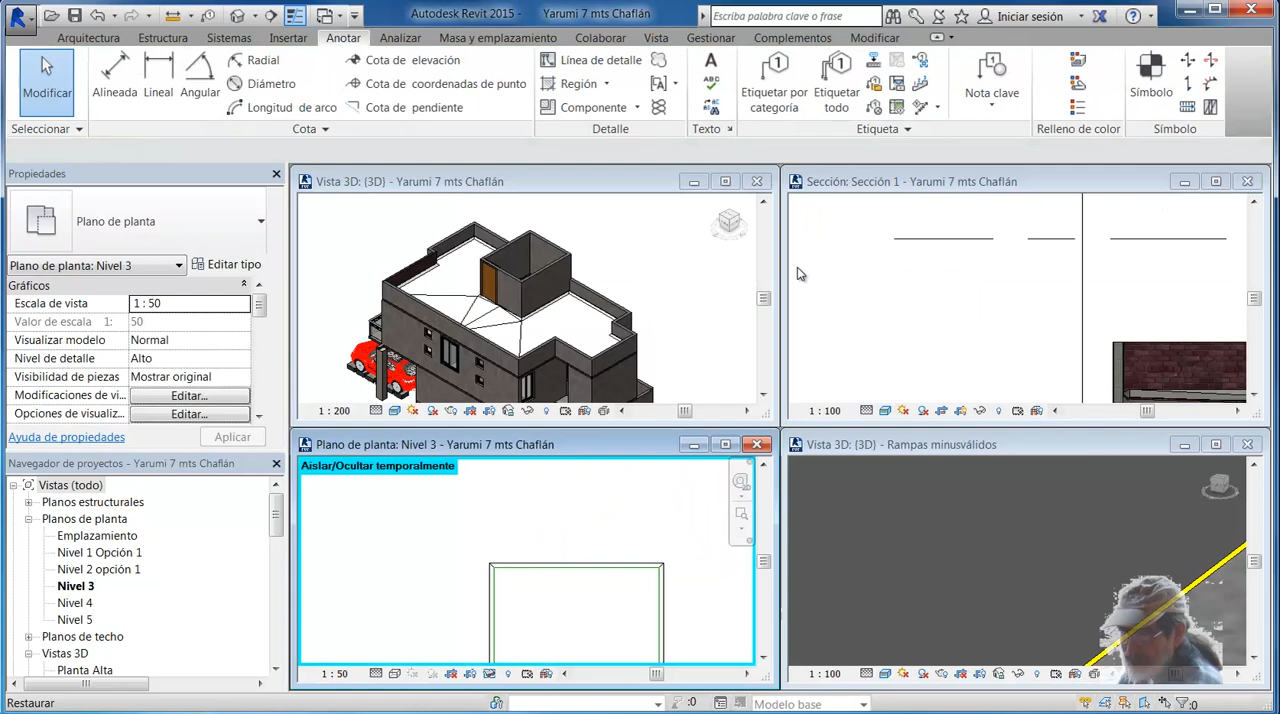 Autodesk Revit 2015 - Yarumi 7 mts Chaflán
Escriba palabra clave o frase
Iniciar sesión
Arquitectura Estructura Sistemas Insertar Anotar Analizar Masa y emplazamiento Colaborar Vista Gestionar Complementos Modificar
Modificar
Alineada
Lineal
Angular
Radial
Diámetro
Longitud de arco
Cota de elevación
Cota de coordenadas de punto
Cota de pendiente
Línea de detalle
Región
Componente
Etiquetar por categoría
Etiquetar todo
Nota clave
Símbolo
Seleccionar
Cota
Detalle
Texto
Etiqueta
Relleno de color
Símbolo
Propiedades
Plano de planta
Plano de planta: Nivel 3
Editar tipo
Gráficos
Escala de vista 1 : 50
Valor de escala 1: 50
Visualizar modelo Normal
Nivel de detalle Alto
Visibilidad de piezas Mostrar original
Modificaciones de vi... Editar...
Opciones de visualiz... Editar...
Ayuda de propiedades
Aplicar
Navegador de proyectos - Yarumi 7 mts Chaflán
Vistas (todo)
Planos estructurales
Planos de planta
Emplazamiento
Nivel 1 Opción 1
Nivel 2 opción 1
Nivel 3
Nivel 4
Nivel 5
Planos de techo
Vistas 3D
Planta Alta
Vista 3D: {3D} - Yarumi 7 mts Chaflán
1 : 200
Sección: Sección 1 - Yarumi 7 mts Chaflán
1 : 100
Plano de planta: Nivel 3 - Yarumi 7 mts Chaflán
Aislar/Ocultar temporalmente
1 : 50
Vista 3D: {3D} - Rampas minusválidos
1 : 100
Restaurar
:0
Modelo base
:0